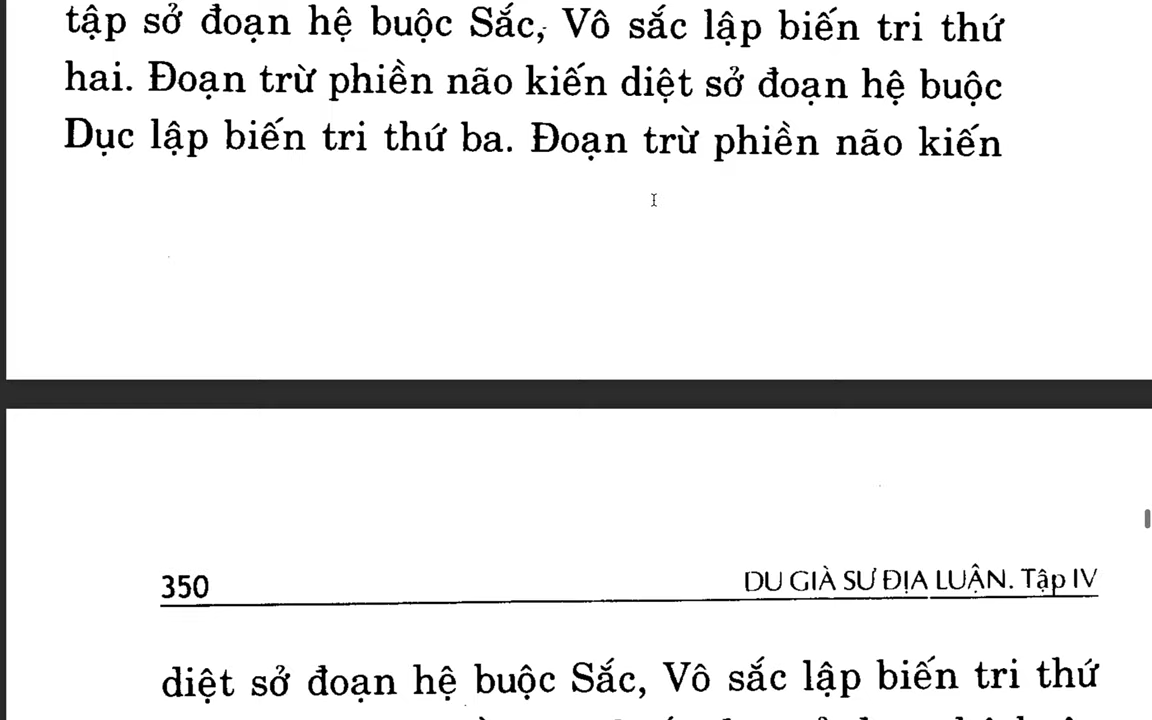 tập sở đoạn hệ buộc Sắc, Vô sắc lập biến tri thứ
hai. Đoạn trừ phiền não kiến diệt sở đoạn hệ buộc
Dục lập biến tri thứ ba. Đoạn trừ phiền não kiến
350
DU GIÀ SƯ ĐỊA LUẬN. Tập IV
diệt sở đoạn hệ buộc Sắc, Vô sắc lập biến tri thứ